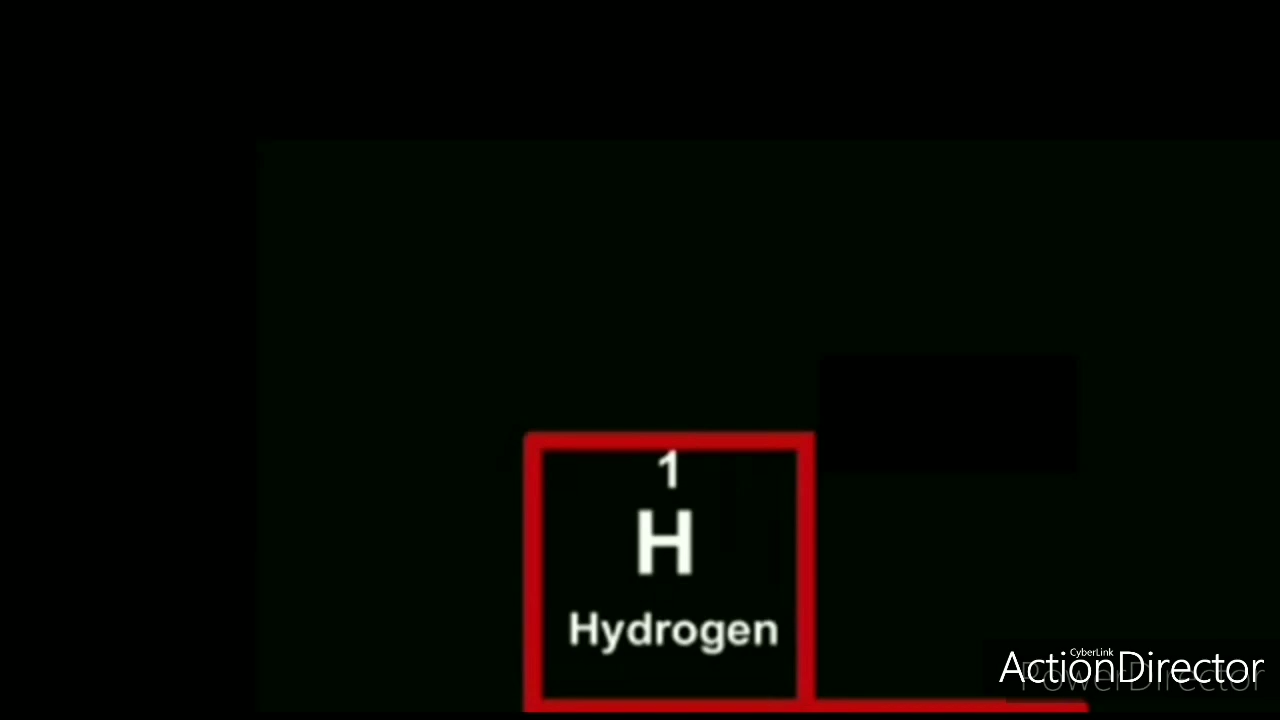 1
H
Hydrogen
CyberLink
ActionDirector
PowerDirector